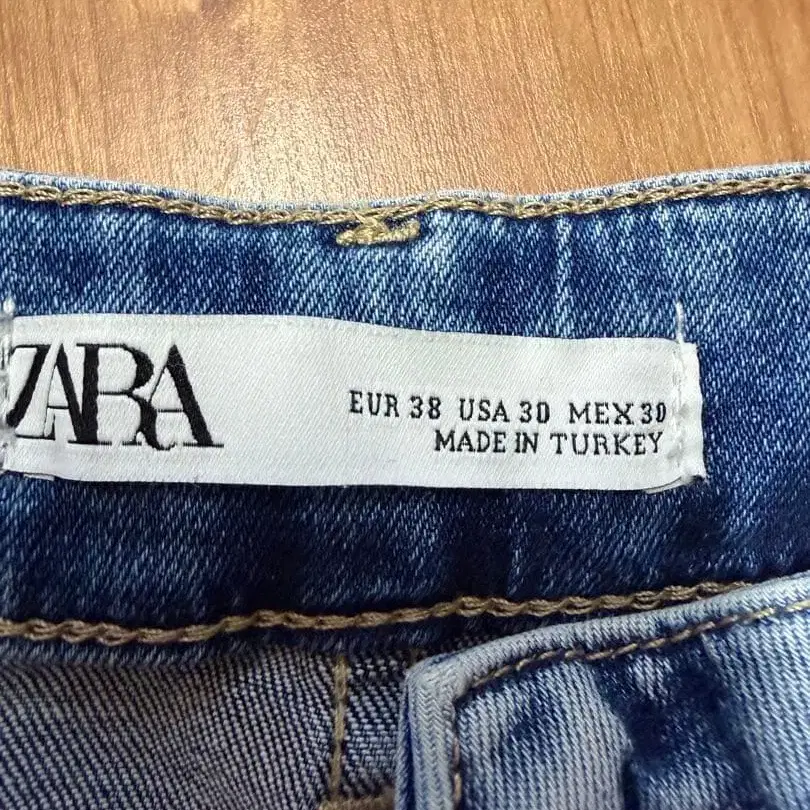 ZARA
EUR 38 USA 30 MEX 30
MADE IN TURKEY